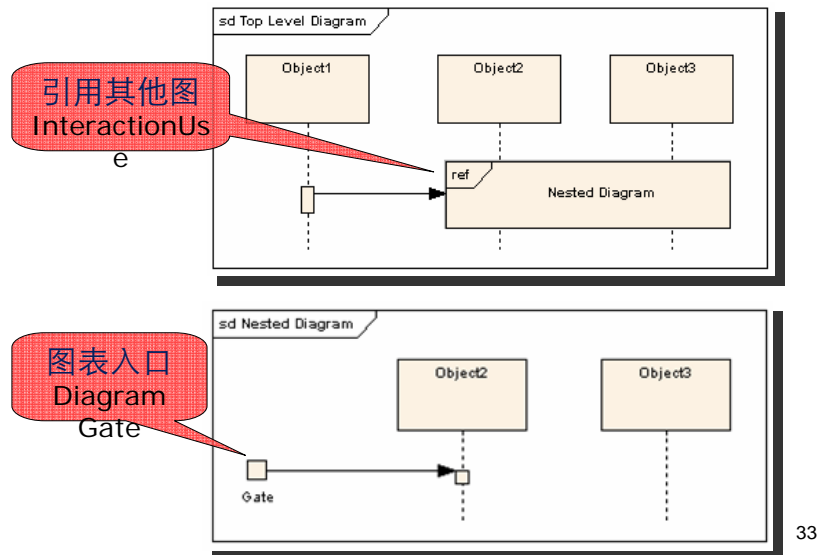 sd Top Level Diagram
Object1
Object2
Object3
引用其他图
InteractionUs
e
ref
Nested Diagram
sd Nested Diagram
图表入口
Diagram
Gate
Object2
Object3
Gate
33